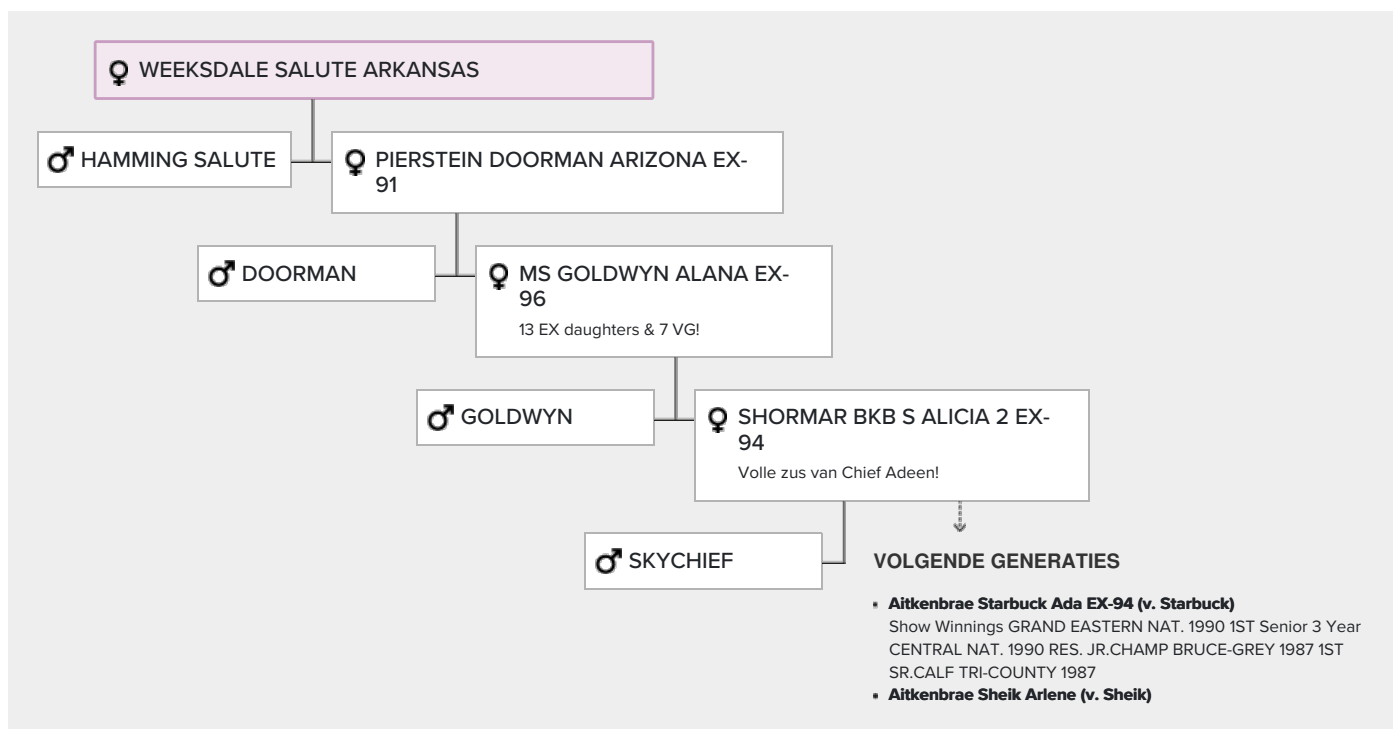 WEEKSDALE SALUTE ARKANSAS
HAMMING SALUTE
PIERSTEIN DOORMAN ARIZONA EX-
91
DOORMAN
MS GOLDWYN ALANA EX-
96
13 EX daughters & 7 VG!
GOLDWYN
SHORMAR BKB S ALICIA 2 EX-
94
Volle zus van Chief Adeen!
SKYCHIEF
VOLGENDE GENERATIES
Aitkenbrae Starbuck Ada EX-94 (v. Starbuck)
Show Winnings GRAND EASTERN NAT. 1990 1ST Senior 3 Year
CENTRAL NAT. 1990 RES. JR.CHAMP BRUCE-GREY 1987 1ST
SR.CALF TRI-COUNTY 1987
Aitkenbrae Sheik Arlene (v. Sheik)